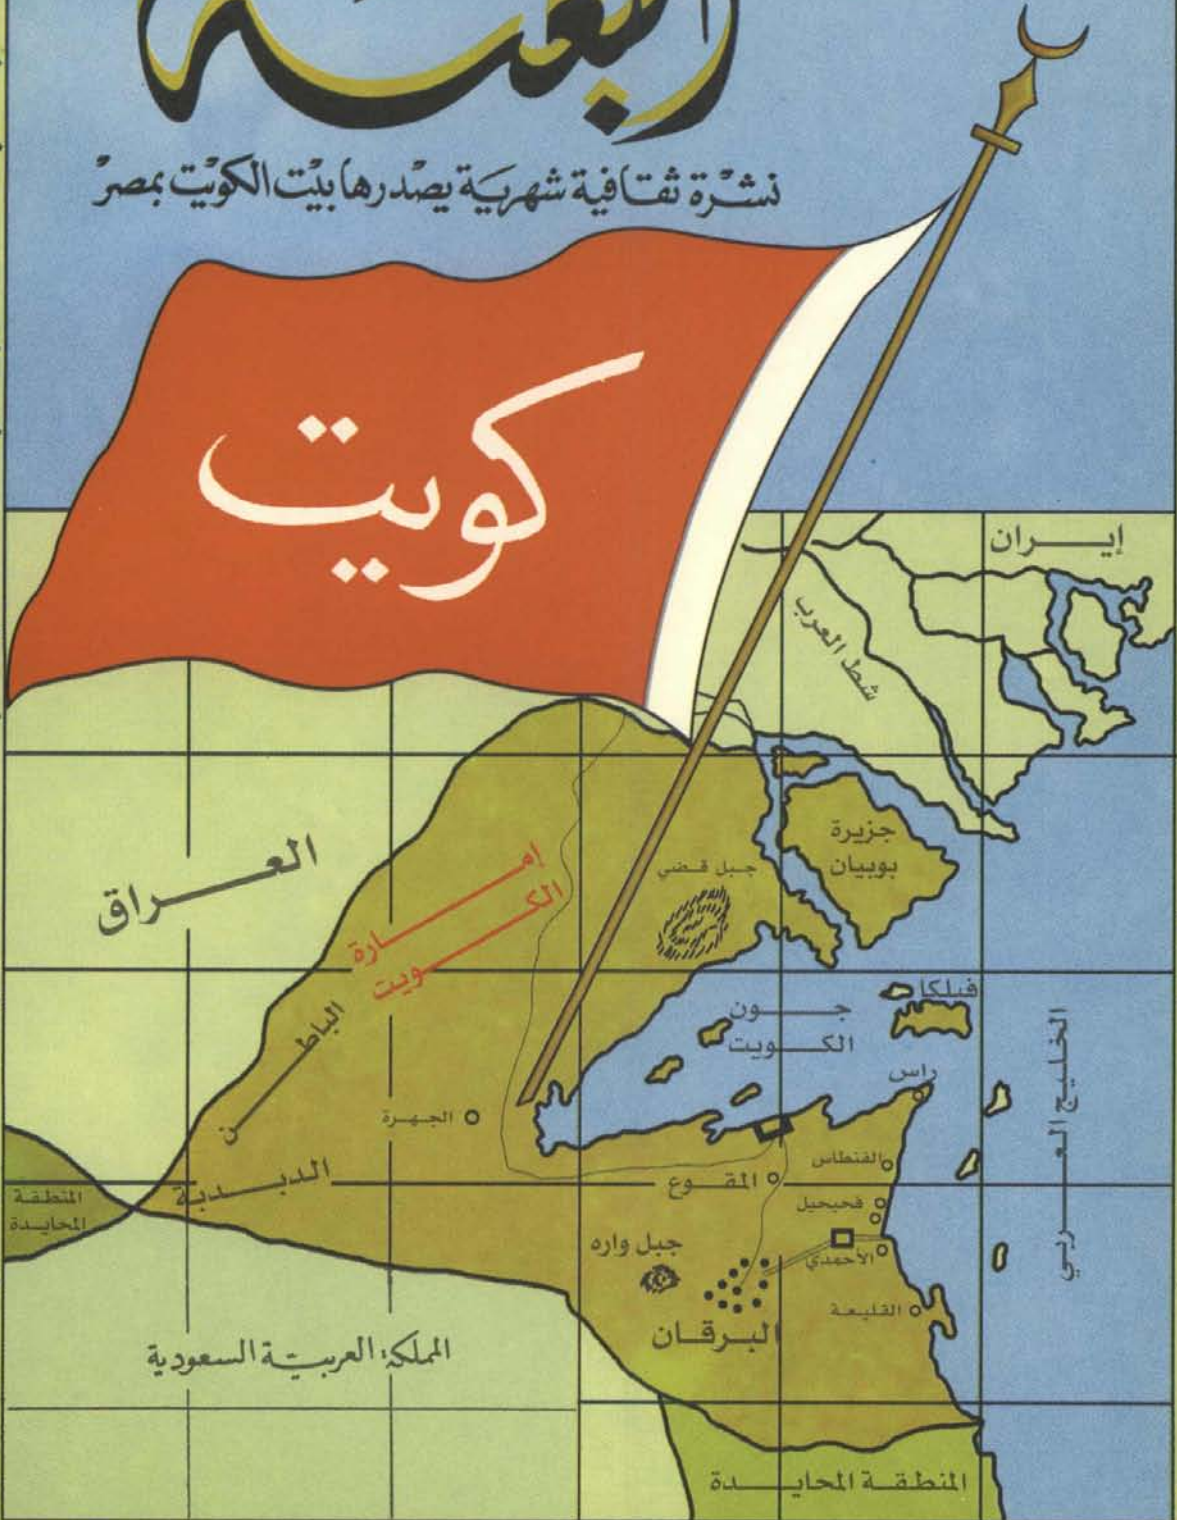 البعثة
نشرة ثقافية شهرية يصدرها بيت الكويت بمصر
كويت
إيران
شط العرب
جزيرة
بوبيان
جبل قضي
العراق
إمارة
الكويت
الباطن
فيلكا
جون
الكويت
الخليج العربي
راس
الجهرة
الفنطاس
المقوع
الدبدبة
المنطقة
المحايدة
فحيحيل
جبل واره
الأحمدي
القليعة
البرقان
المملكة العربية السعودية
المنطقة المحايدة